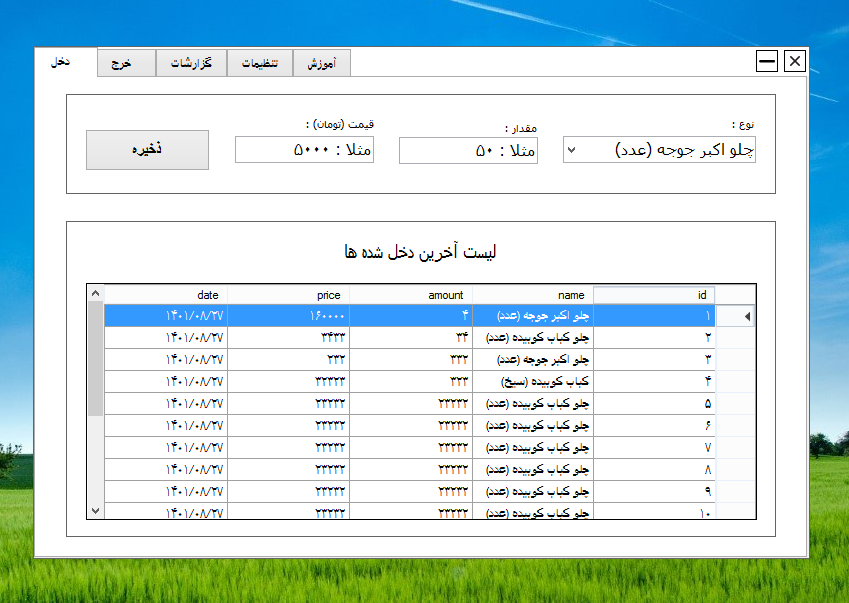 دخل خرج گزارشات تنظیمات آموزش
نوع :
مقدار :
قیمت (تومان) :
چلو اکبر جوجه (عدد)
مثلا : ۵۰
مثلا : ۵۰۰۰
ذخیره
لیست آخرین دخل شده ها
id name amount price date
۱ چلو اکبر جوجه (عدد) ۴ ۱۶۰۰۰۰ ۱۴۰۱/۰۸/۲۷
۲ چلو کباب کوبیده (عدد) ۳۴ ۳۴۳۳ ۱۴۰۱/۰۸/۲۷
۳ چلو اکبر جوجه (عدد) ۳۳۲ ۲۳۲ ۱۴۰۱/۰۸/۲۷
۴ کباب کوبیده (سیخ) ۳۲۳ ۳۲۳۲۳ ۱۴۰۱/۰۸/۲۷
۵ چلو کباب کوبیده (عدد) ۲۳۲۳۲ ۲۳۲۳۲ ۱۴۰۱/۰۸/۲۷
۶ چلو کباب کوبیده (عدد) ۲۳۲۳۲ ۲۳۲۳۲ ۱۴۰۱/۰۸/۲۷
۷ چلو کباب کوبیده (عدد) ۲۳۲۳۲ ۲۳۲۳۲ ۱۴۰۱/۰۸/۲۷
۸ چلو کباب کوبیده (عدد) ۲۳۲۳۲ ۲۳۲۳۲ ۱۴۰۱/۰۸/۲۷
۹ چلو کباب کوبیده (عدد) ۲۳۲۳۲ ۲۳۲۳۲ ۱۴۰۱/۰۸/۲۷
۱۰ چلو کباب کوبیده (عدد) ۲۳۲۳۲ ۲۳۲۳۲ ۱۴۰۱/۰۸/۲۷